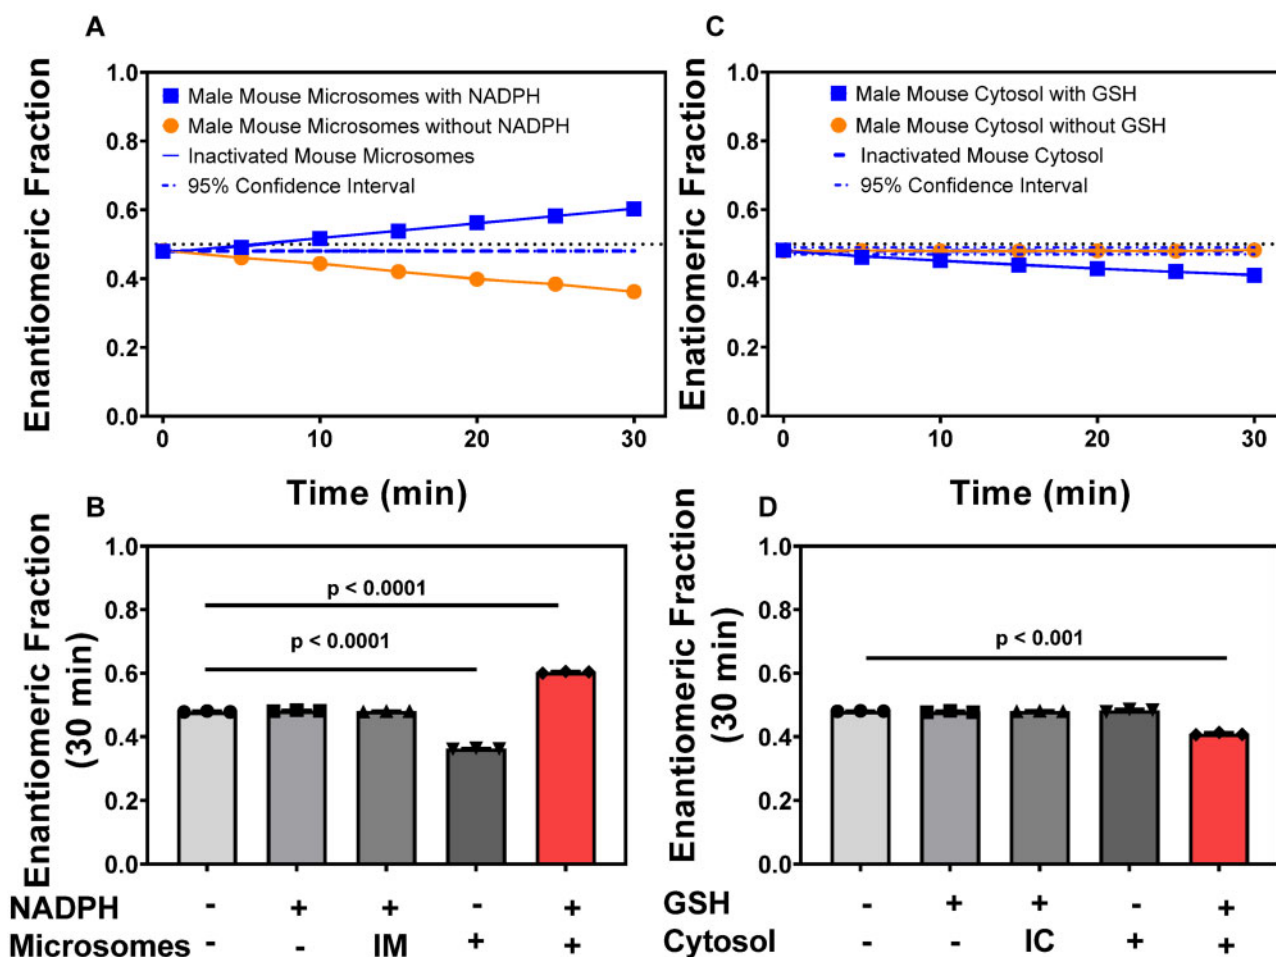 A
Enantiomeric Fraction
1.0
0.8
0.6
0.4
0.2
0.0
Male Mouse Microsomes with NADPH
Male Mouse Microsomes without NADPH
Inactivated Mouse Microsomes
95% Confidence Interval
0 10 20 30
Time (min)
C
Enatiomeric Fraction
1.0
0.8
0.6
0.4
0.2
0.0
Male Mouse Cytosol with GSH
Male Mouse Cytosol without GSH
Inactivated Mouse Cytosol
95% Confidence Interval
0 10 20 30
Time (min)
B
Enantiomeric Fraction
(30 min)
1.0
0.8
0.6
0.4
0.2
0.0
p < 0.0001
p < 0.0001
NADPH - + + - +
Microsomes - - IM + +
D
Enantiomeric Fraction
(30 min)
1.0
0.8
0.6
0.4
0.2
0.0
p < 0.001
GSH - + + - +
Cytosol - - IC + +